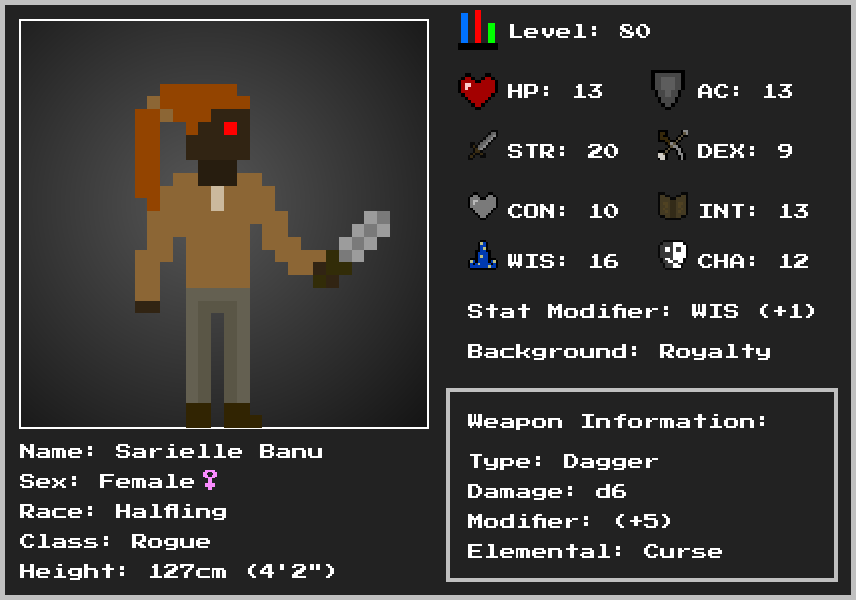 Level: 80
HP: 13
AC: 13
STR: 20
DEX: 9
CON: 10
INT: 13
WIS: 16
CHA: 12
Stat Modifier: WIS (+1)
Background: Royalty
Weapon Information:
Type: Dagger
Damage: d6
Modifier: (+5)
Elemental: Curse
Name: Sarielle Banu
Sex: Female♀
Race: Halfling
Class: Rogue
Height: 127cm (4'2")